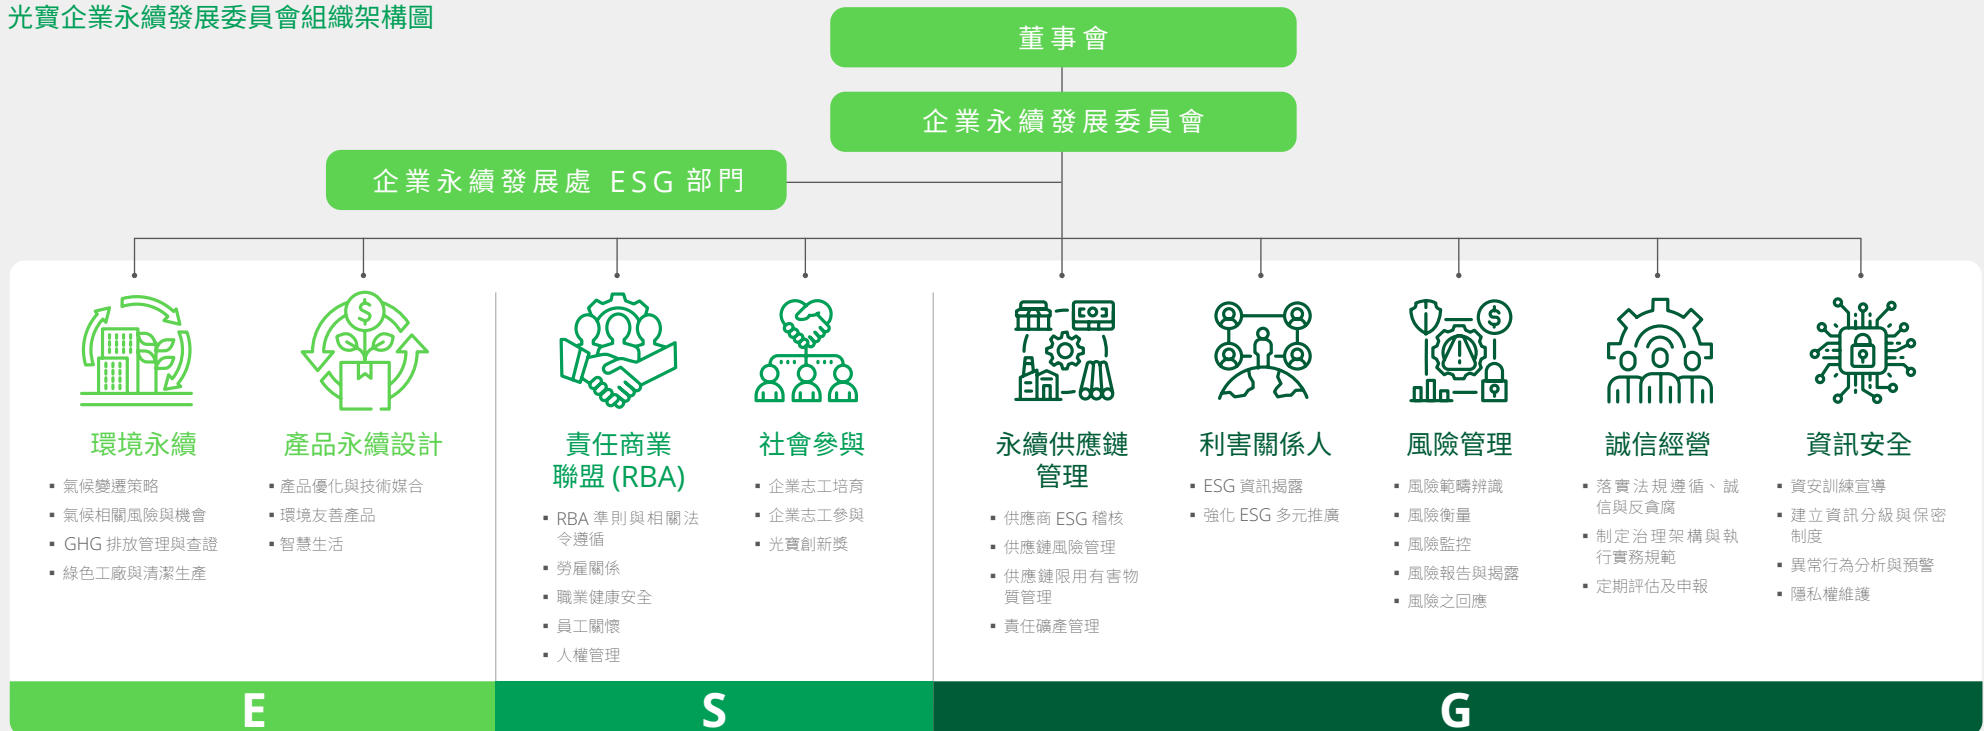 光寶企業永續發展委員會組織架構圖
董事會
企業永續發展委員會
企業永續發展處 ESG 部門
環境永續
▪ 氣候變遷策略
▪ 氣候相關風險與機會
▪ GHG 排放管理與查證
▪ 綠色工廠與清潔生產
產品永續設計
▪ 產品優化與技術媒合
▪ 環境友善產品
▪ 智慧生活
責任商業
聯盟 (RBA)
▪ RBA 準則與相關法
令遵循
▪ 勞雇關係
▪ 職業健康安全
▪ 員工關懷
▪ 人權管理
社會參與
▪ 企業志工培育
▪ 企業志工參與
▪ 光寶創新獎
永續供應鏈
管理
▪ 供應商 ESG 稽核
▪ 供應鏈風險管理
▪ 供應鏈限用有害物
質管理
▪ 責任礦產管理
利害關係人
▪ ESG 資訊揭露
▪ 強化 ESG 多元推廣
風險管理
▪ 風險範疇辨識
▪ 風險衡量
▪ 風險監控
▪ 風險報告與揭露
▪ 風險之回應
誠信經營
▪ 落實法規遵循、誠
信與反貪腐
▪ 制定治理架構與執
行實務規範
▪ 定期評估及申報
資訊安全
▪ 資安訓練宣導
▪ 建立資訊分級與保密
制度
▪ 異常行為分析與預警
▪ 隱私權維護
E
S
G